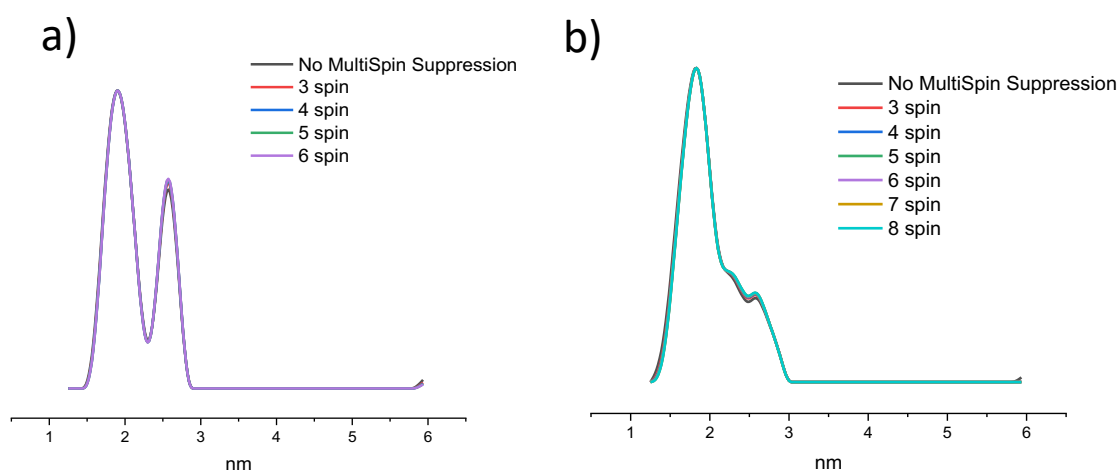 a)
No MultiSpin Suppression
3 spin
4 spin
5 spin
6 spin
1 2 3 4 5 6
nm
b)
No MultiSpin Suppression
3 spin
4 spin
5 spin
6 spin
7 spin
8 spin
1 2 3 4 5 6
nm